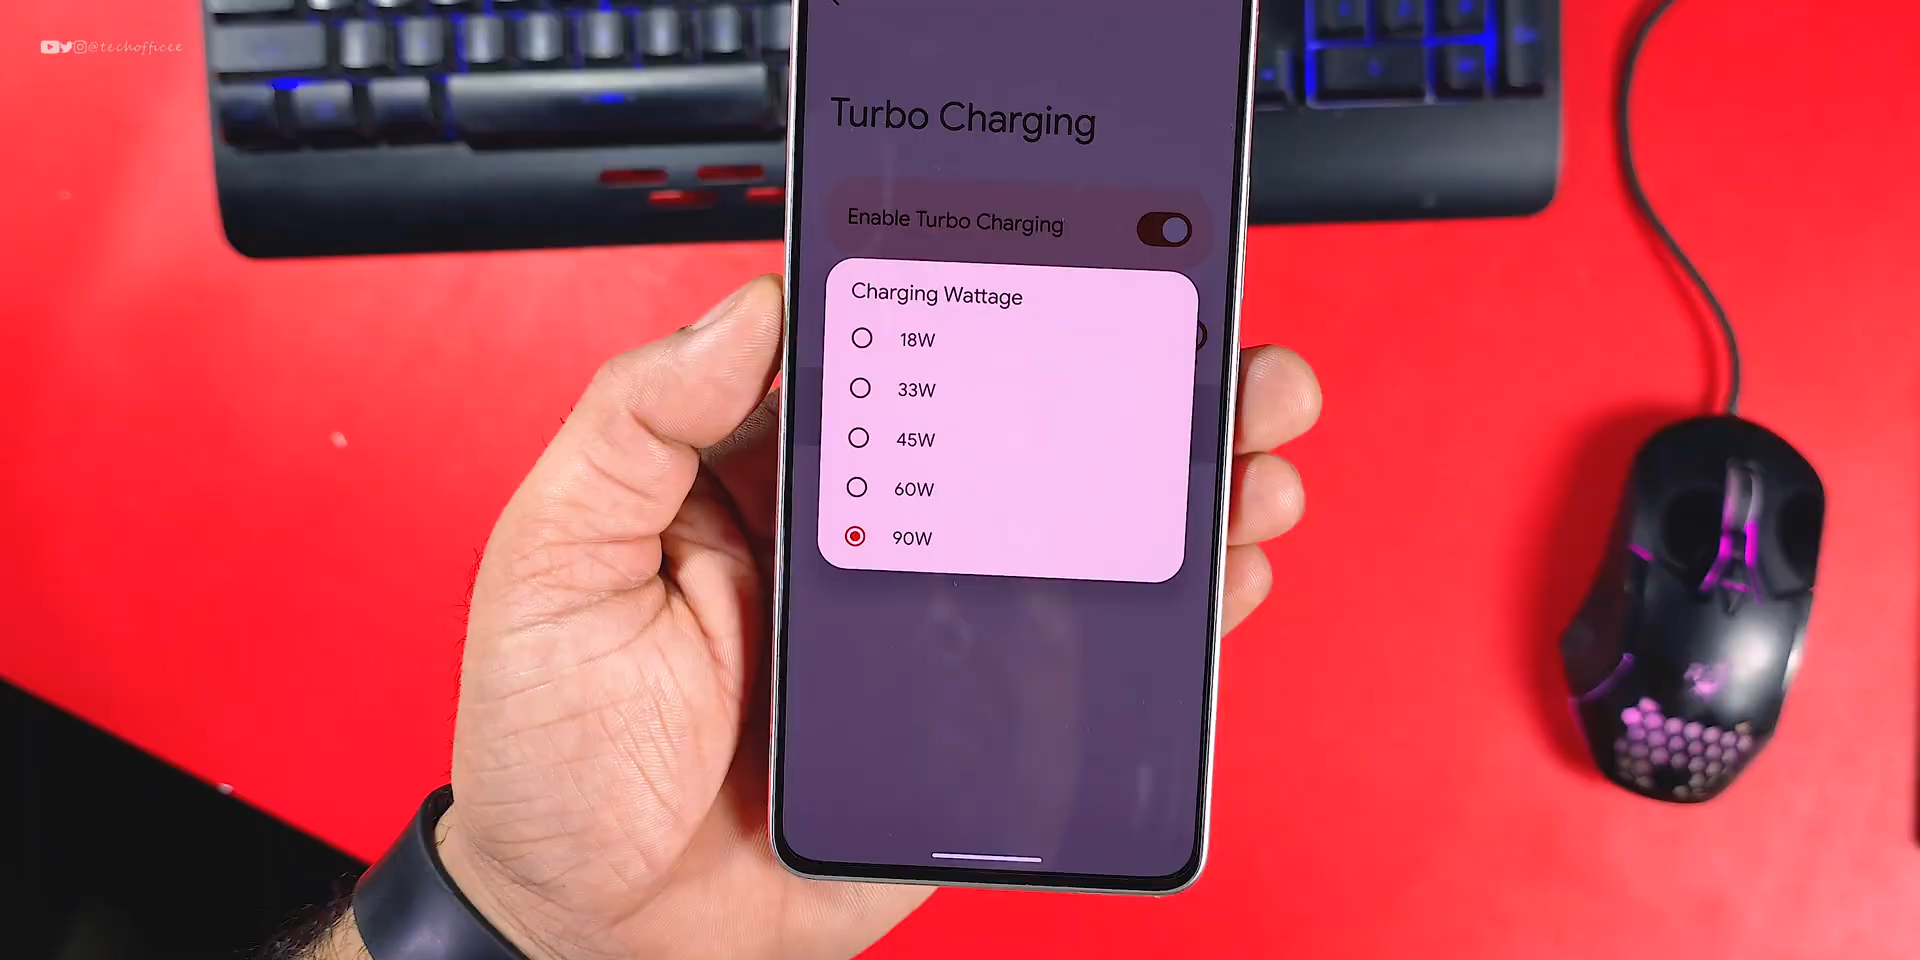 @techofficee
Turbo Charging
Enable Turbo Charging
Charging Wattage
18W
33W
45W
60W
90W